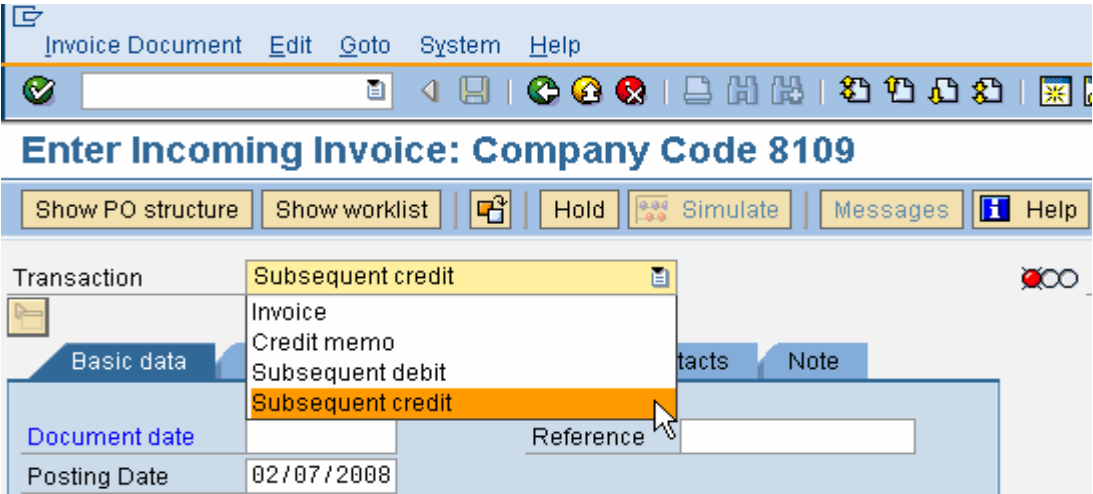 Invoice Document Edit Goto System Help
Enter Incoming Invoice: Company Code 8109
Show PO structure Show worklist Hold Simulate Messages Help
Transaction Subsequent credit
Invoice
Credit memo
Subsequent debit
Subsequent credit
Basic data tacts Note
Document date Reference
Posting Date 02/07/2008